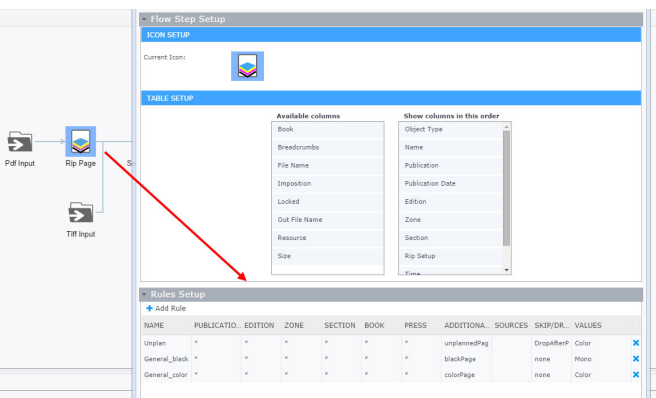 Flow Step Setup
ICON SETUP
Current Icon:
TABLE SETUP
Available columns Show columns in this order
Book Object Type
Breadcrumbs Name
File Name Publication
Imposition Publication Date
Locked Edition
Out File Name Zone
Resource Section
Size Rip Setup
Time
Pdf Input Rip Page
Tiff Input
Rules Setup
Add Rule
NAME PUBLICATIO... EDITION ZONE SECTION BOOK PRESS ADDITIONA... SOURCES SKIP/DR... VALUES
Unplan * * * * * * unplannedPag DropAfterP Color
General_black * * * * * * blackPage none Mono
General_color * * * * * * colorPage none Color